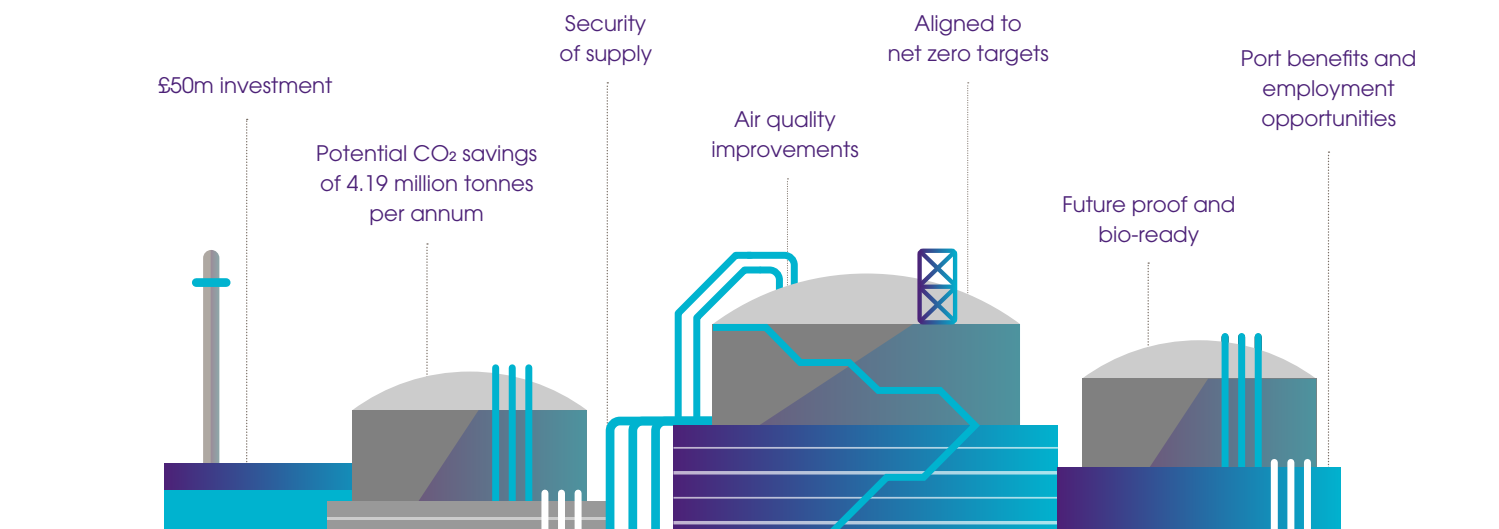 £50m investment
Potential CO₂ savings
of 4.19 million tonnes
per annum
Security
of supply
Air quality
improvements
Aligned to
net zero targets
Future proof and
bio-ready
Port benefits and
employment
opportunities